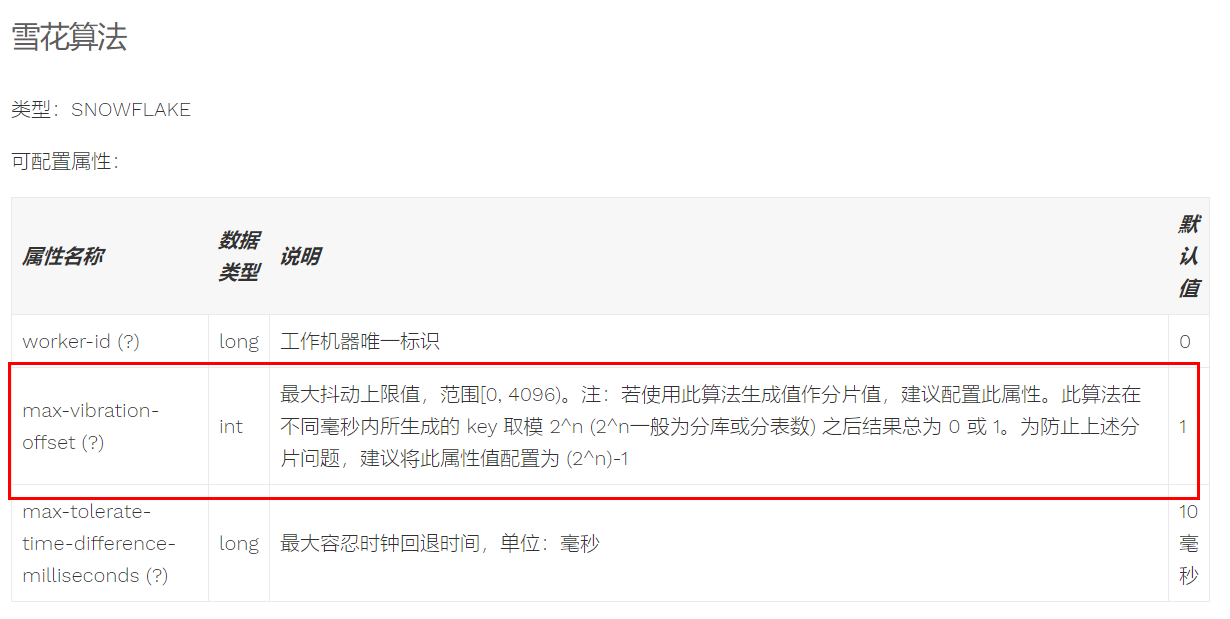 雪花算法
类型：SNOWFLAKE
可配置属性：
属性名称
数据
类型
说明
默
认
值
worker-id (?)
long
工作机器唯一标识
0
max-vibration-
offset (?)
int
最大抖动上限值，范围[0, 4096)。注：若使用此算法生成值作分片值，建议配置此属性。此算法在
不同毫秒内所生成的 key 取模 2^n (2^n一般为分库或分表数) 之后结果总为 0 或 1。为防止上述分
片问题，建议将此属性值配置为 (2^n)-1
1
max-tolerate-
time-difference-
milliseconds (?)
long
最大容忍时钟回退时间，单位：毫秒
10
毫
秒